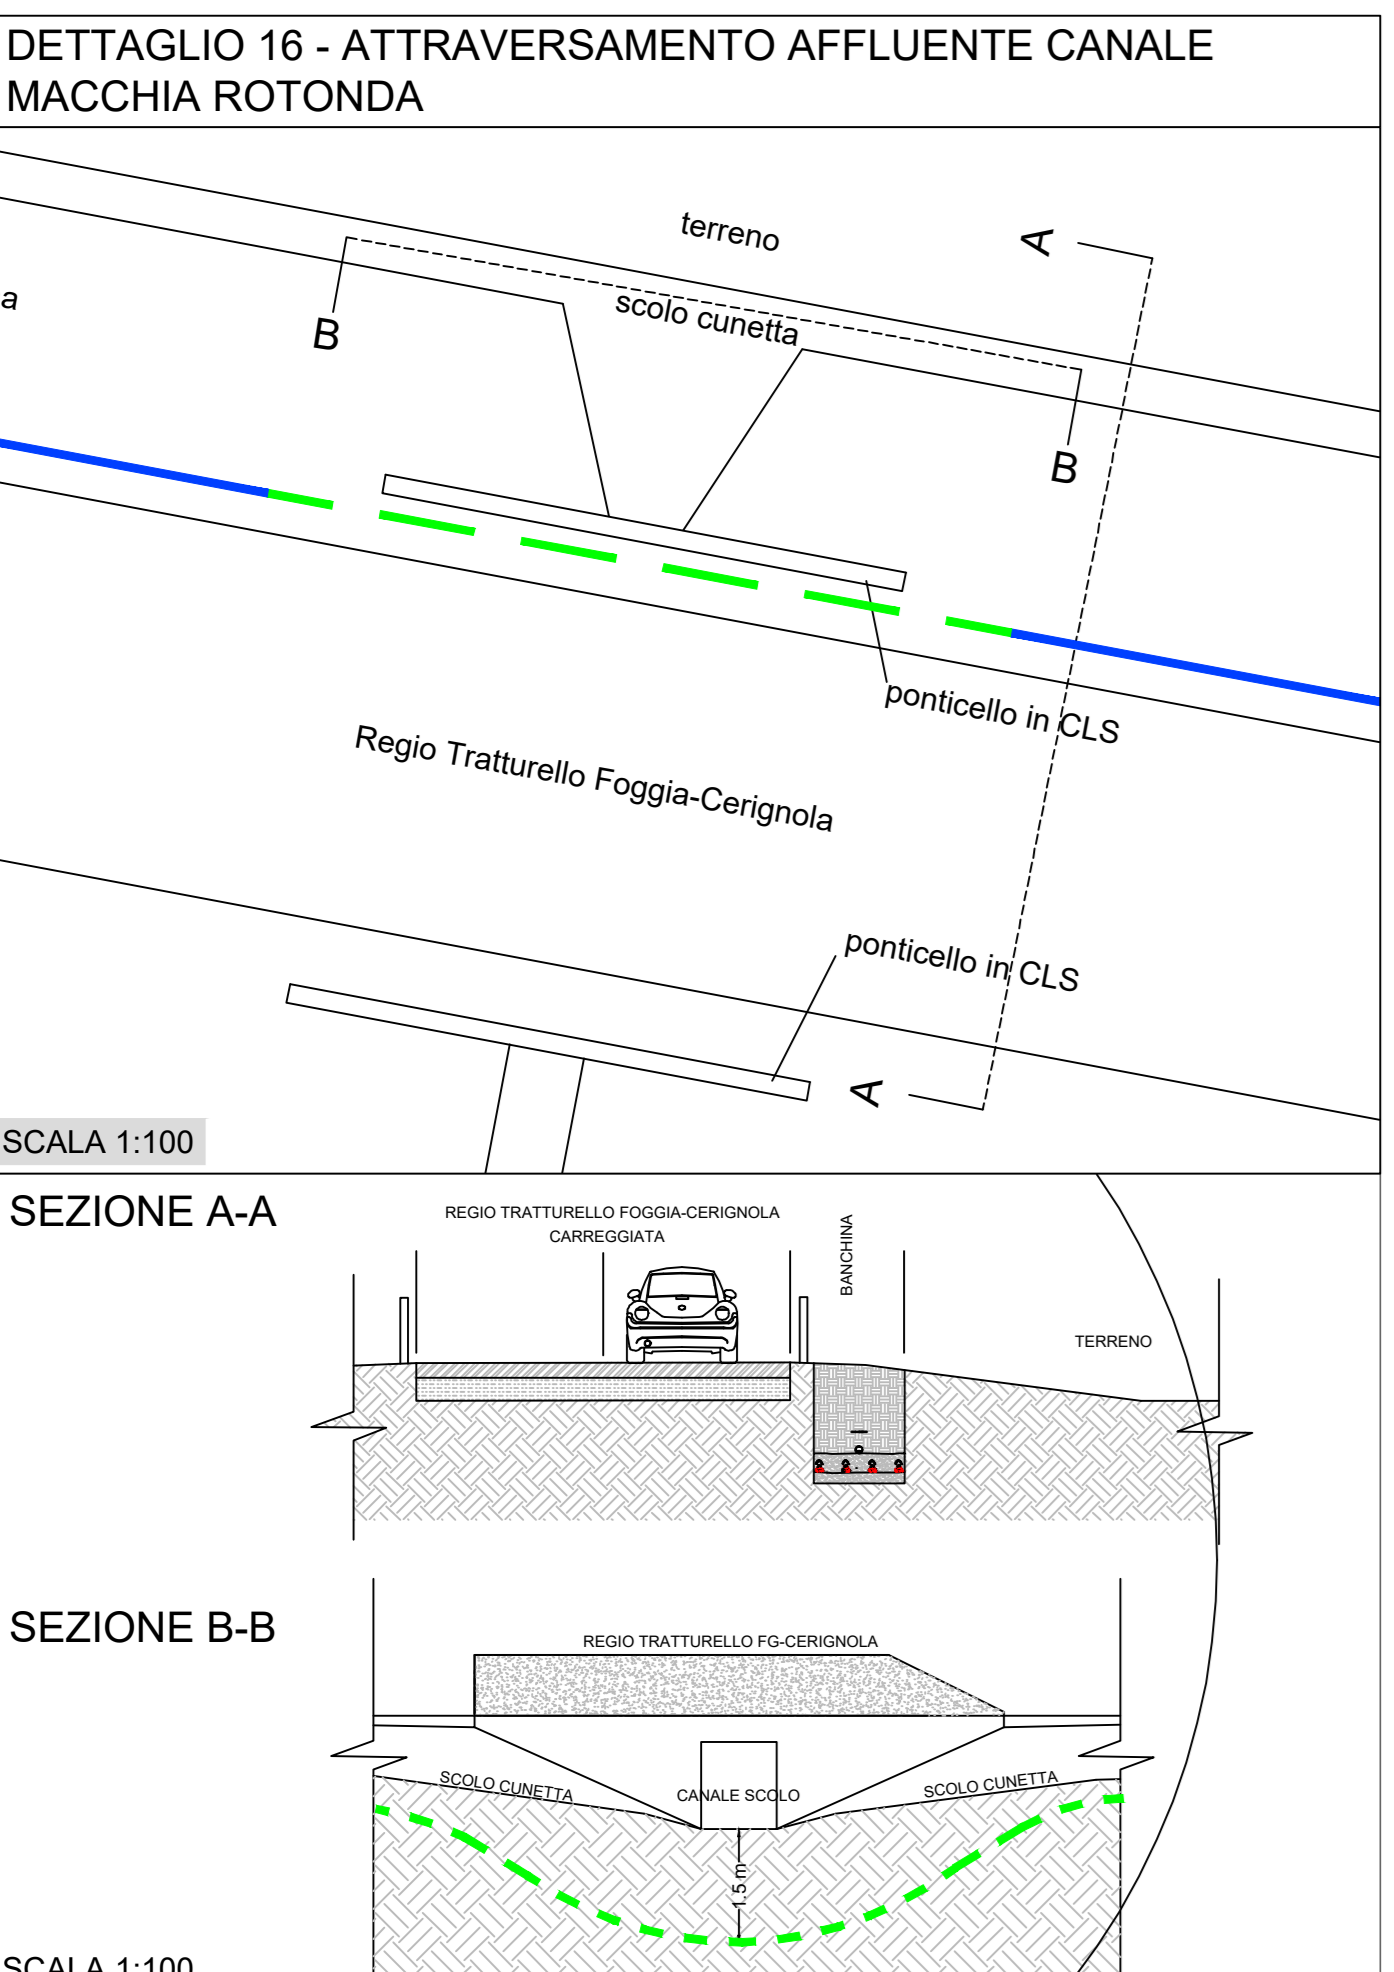 DETTAGLIO 16 - ATTRAVERSAMENTO AFFLUENTE CANALE
MACCHIA ROTONDA
terreno
A
a
scolo cunetta
B
B
ponticello in CLS
Regio Tratturello Foggia-Cerignola
ponticello in CLS
A
SCALA 1:100
SEZIONE A-A
REGIO TRATTURELLO FOGGIA-CERIGNOLA
CARREGGIATA
BANCHINA
TERRENO
SEZIONE B-B
REGIO TRATTURELLO FG-CERIGNOLA
SCOLO CUNETTA
CANALE SCOLO
SCOLO CUNETTA
1.5 m
SCALA 1:100